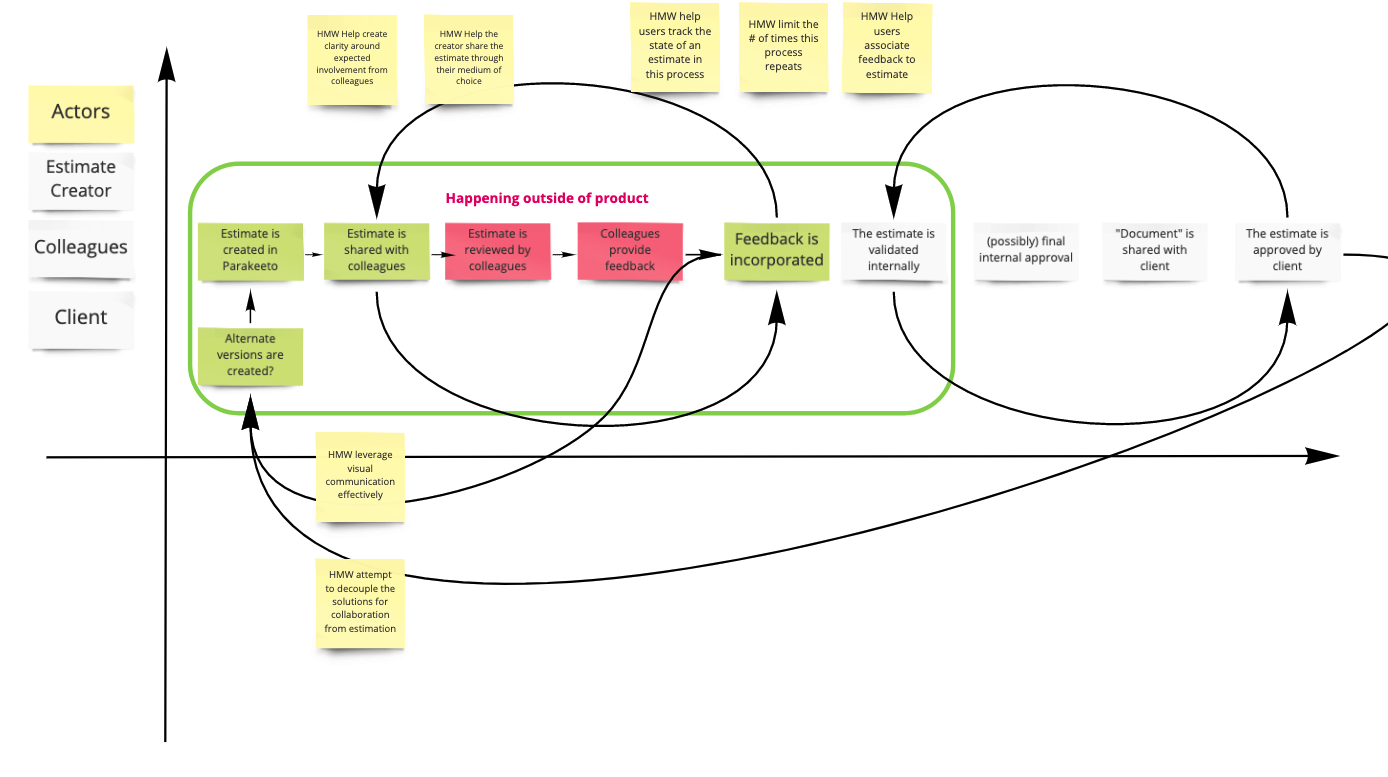 HMW Help create
clarity around
expected
involvement from
colleagues
HMW Help the
creator share the
estimate through
their medium of
choice
HMW help
users track the
state of an
estimate in
this process
HMW limit the
# of times this
process
repeats
HMW Help
users
associate
feedback to
estimate
Actors
Estimate
Creator
Colleagues
Client
Happening outside of product
Estimate is
created in
Parakeeto
Estimate is
shared with
colleagues
Estimate is
reviewed by
colleagues
Colleagues
provide
feedback
Feedback is
incorporated
The estimate is
validated
internally
(possibly) final
internal approval
"Document" is
shared with
client
The estimate is
approved by
client
Alternate
versions are
created?
HMW leverage
visual
communication
effectively
HMW attempt
to decouple the
solutions for
collaboration
from estimation